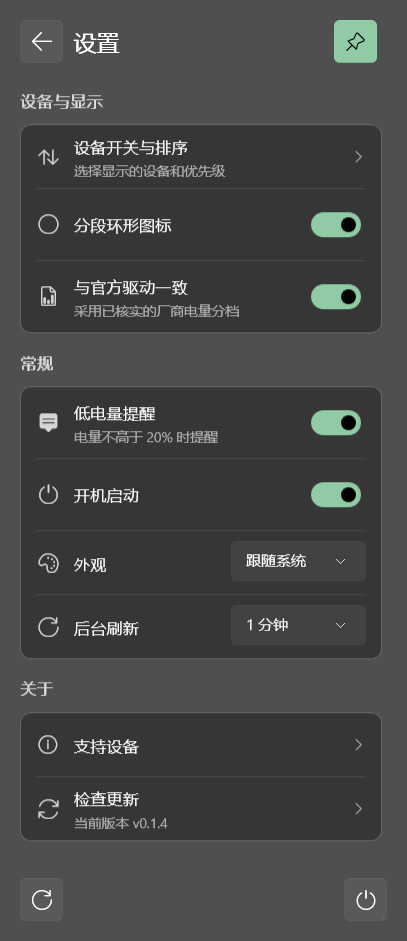 设置
设备与显示
设备开关与排序
选择显示的设备和优先级
分段环形图标
与官方驱动一致
采用已核实的厂商电量分档
常规
低电量提醒
电量不高于 20% 时提醒
开机启动
外观
跟随系统
后台刷新
1 分钟
关于
支持设备
检查更新
当前版本 v0.1.4